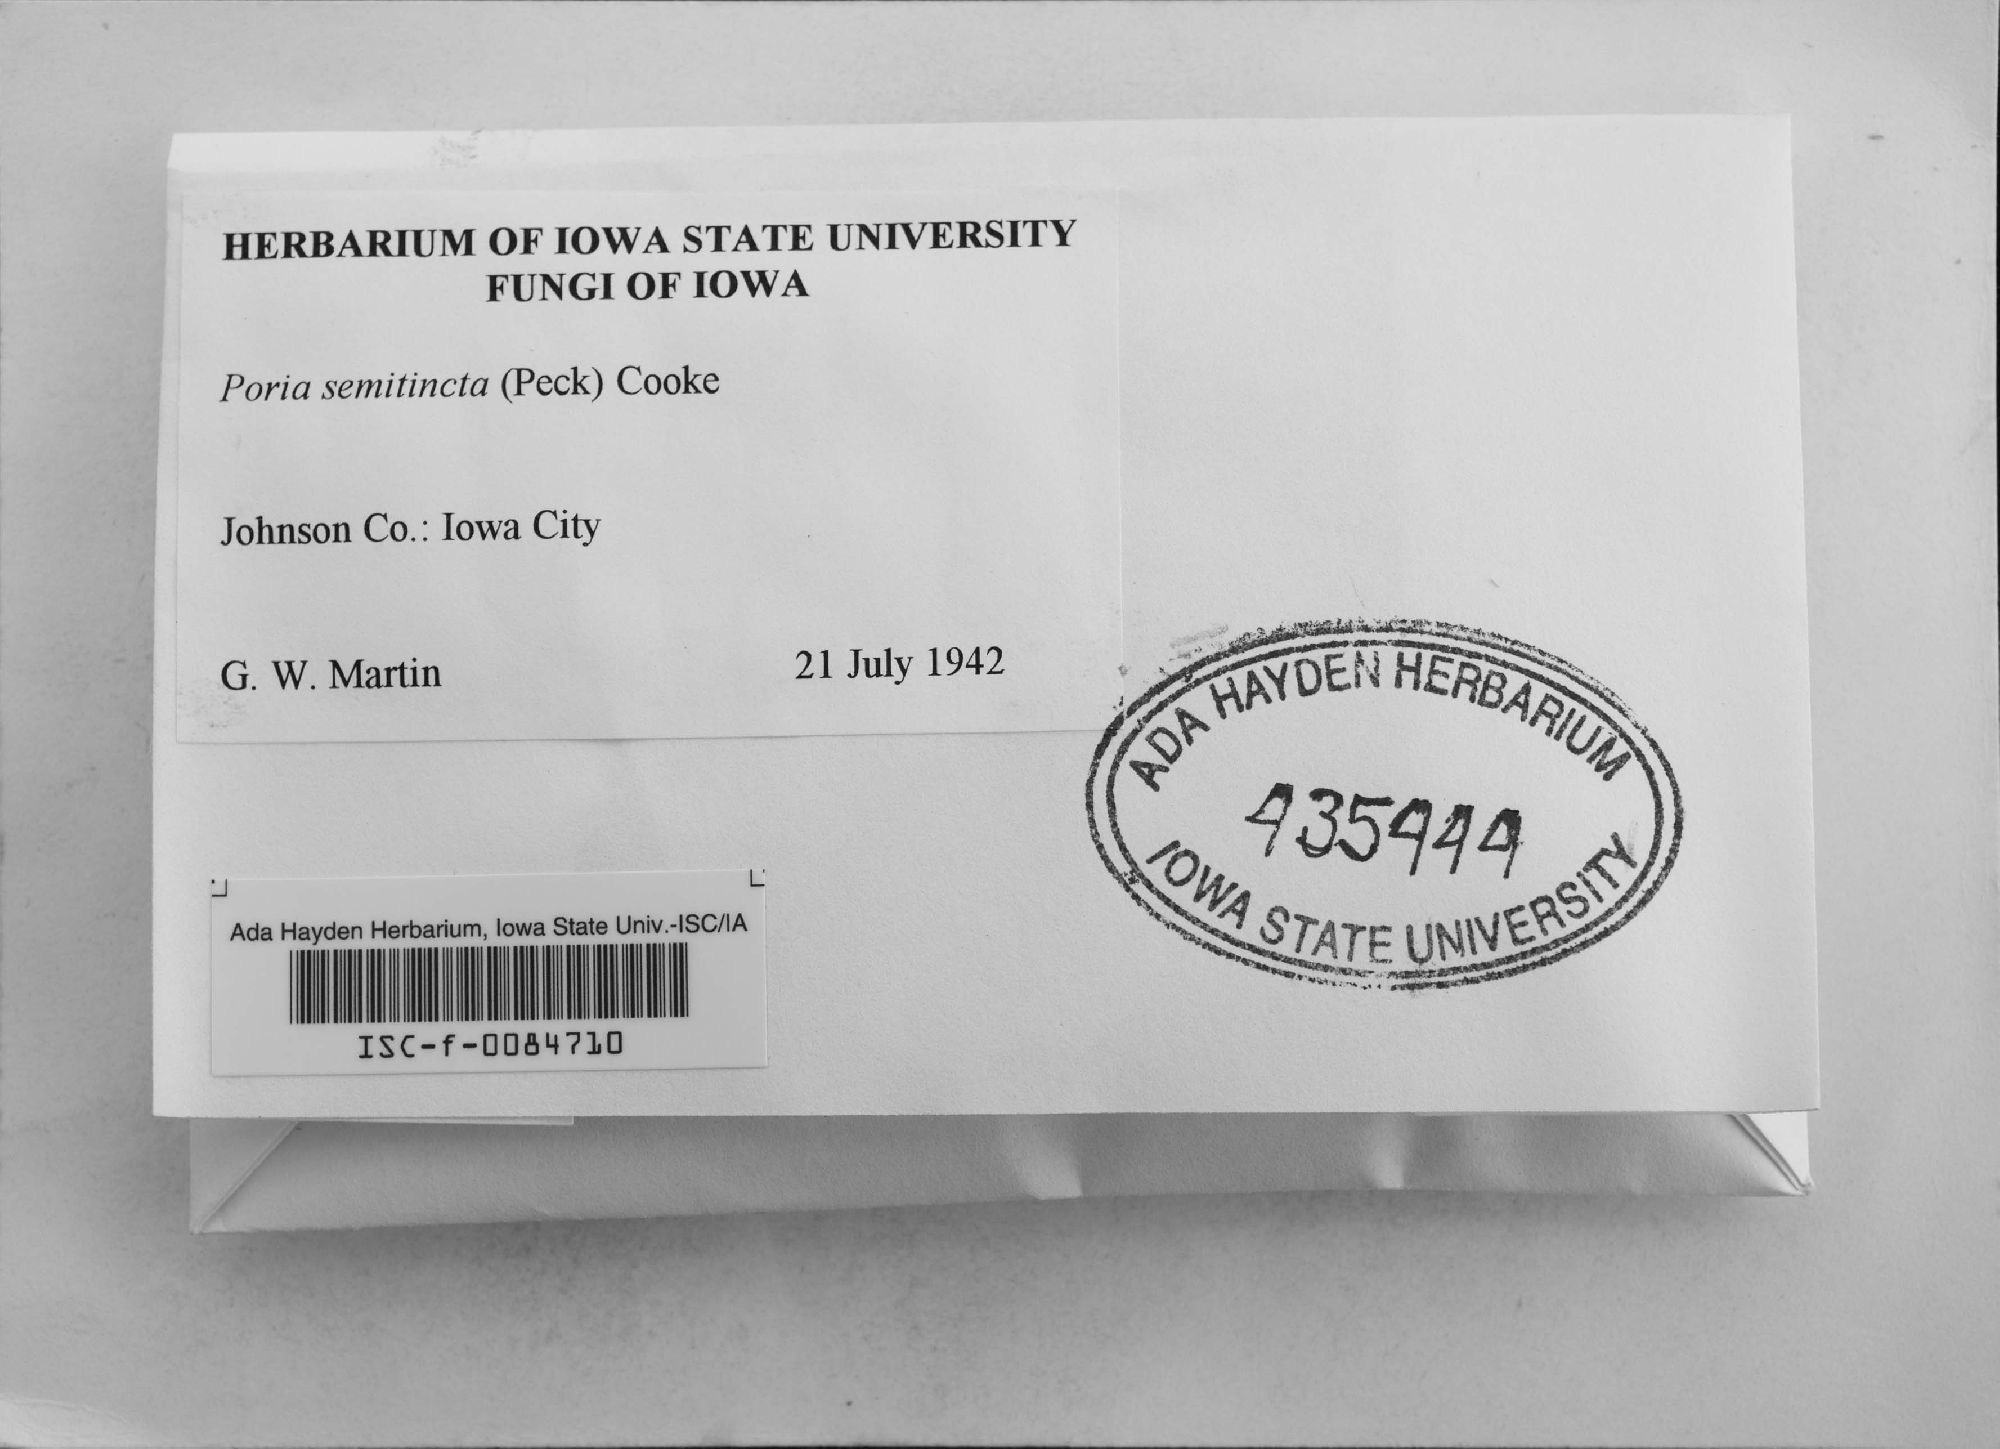 HERBARIUM OF IOWA STATE UNIVERSITY
FUNGI OF IOWA
Poria semitincta (Peck) Cooke
Johnson Co.: Iowa City
G. W. Martin 21 July 1942
ADA HAYDEN HERBARIUM
435444
IOWA STATE UNIVERSITY
Ada Hayden Herbarium, Iowa State Univ.-ISC/IA
ISC-f-0084710